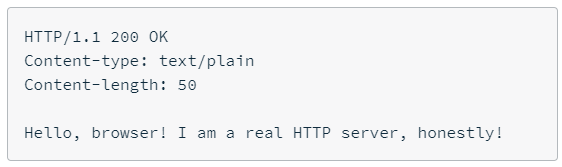 HTTP/1.1 200 OK
Content-type: text/plain
Content-length: 50

Hello, browser! I am a real HTTP server, honestly!